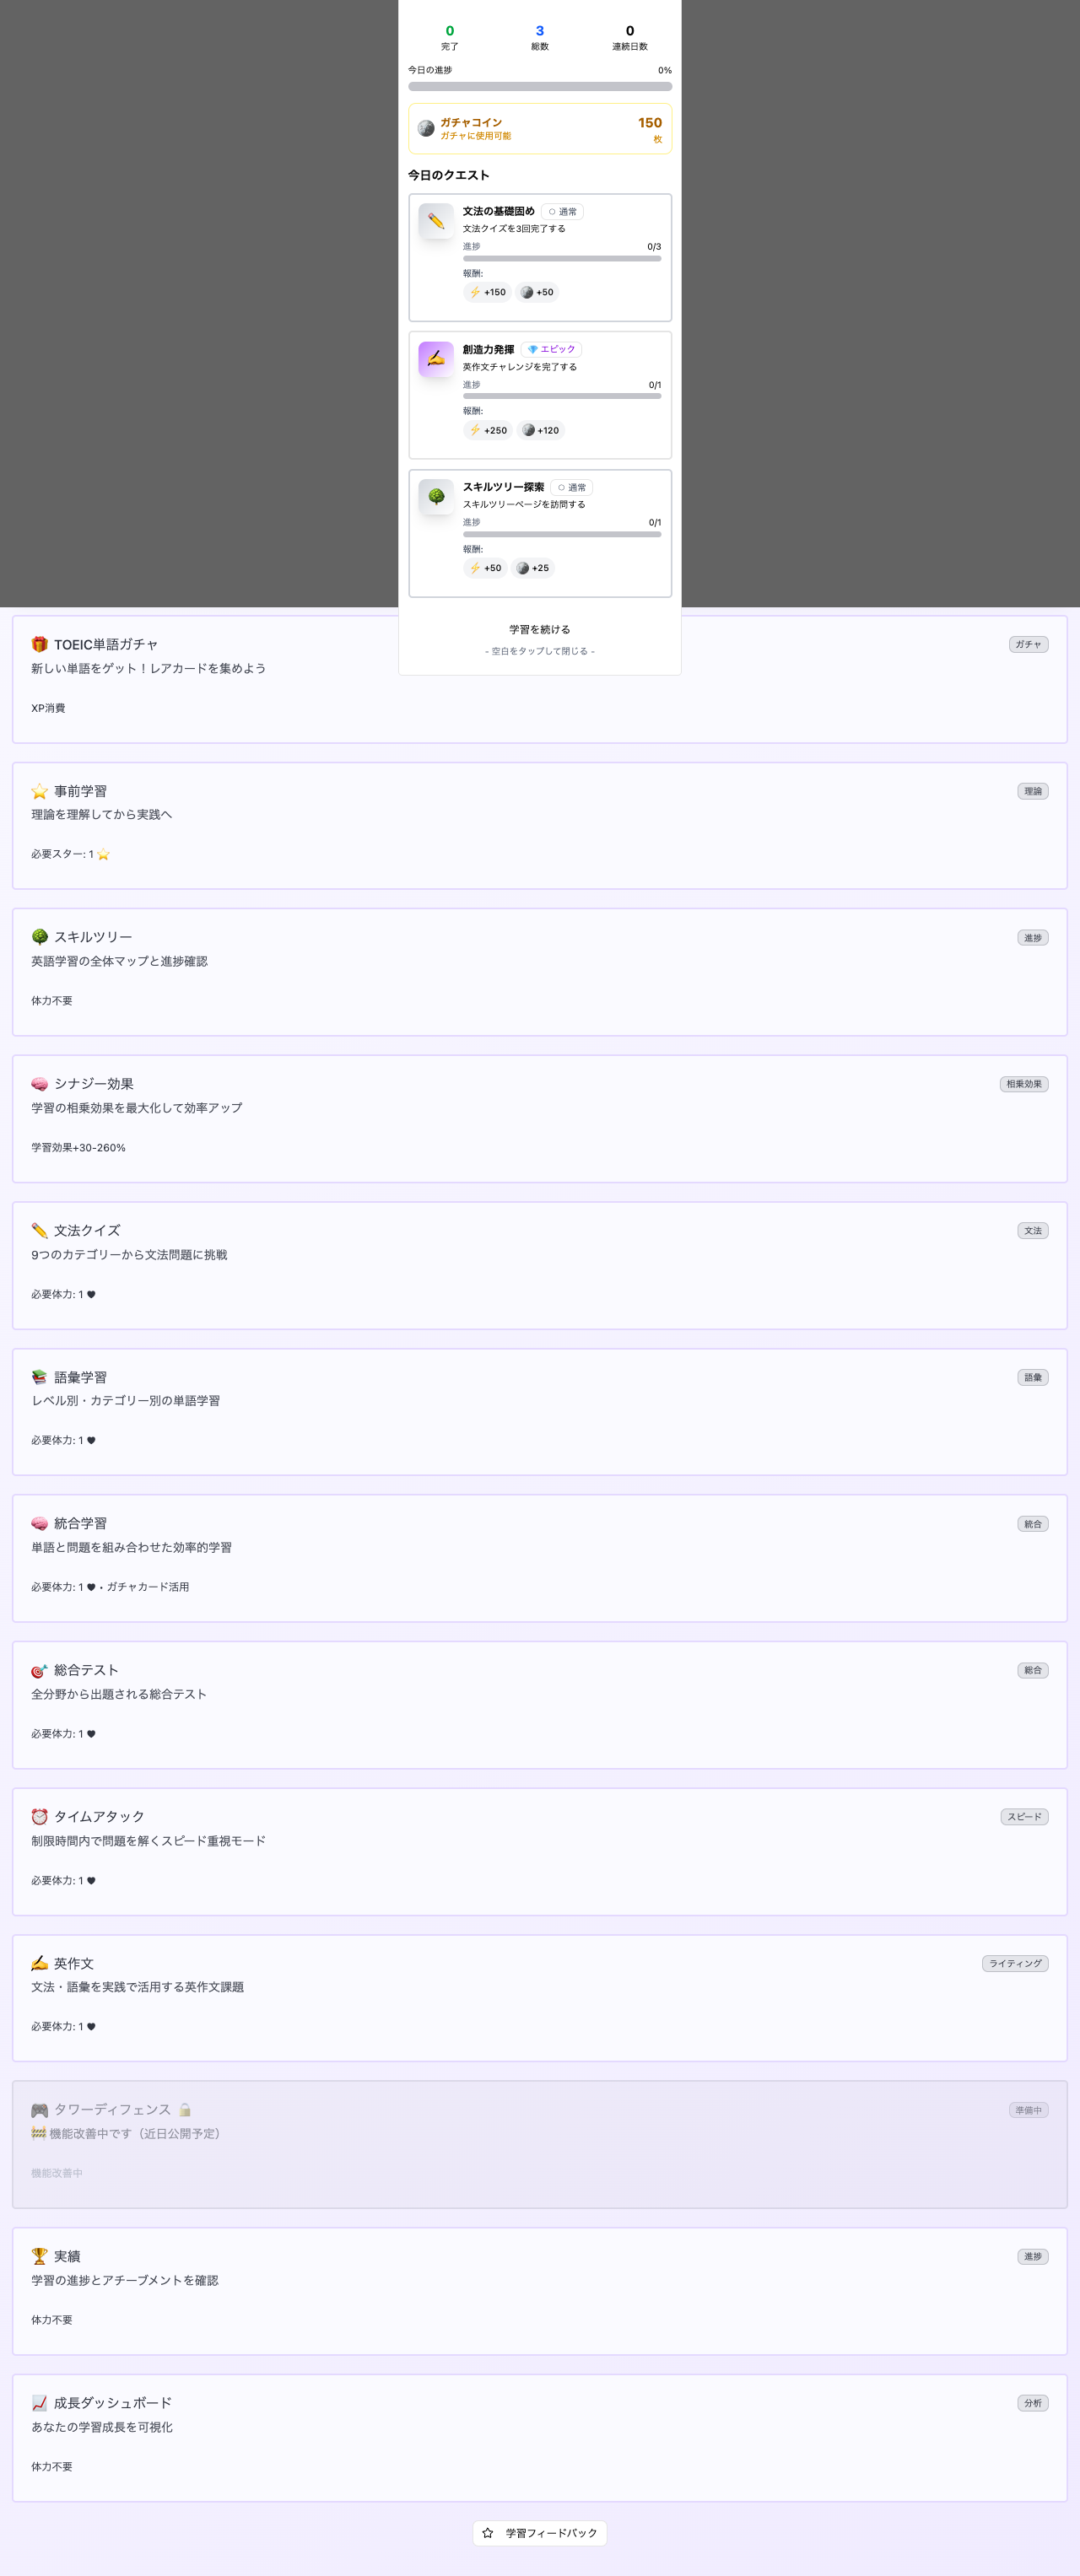 0
完了
3
総数
0
連続日数
今日の進捗 0%
ガチャコイン
ガチャに使用可能
150
枚
今日のクエスト
文法の基礎固め 通常
文法クイズを3回完了する
進捗 0/3
報酬:
+150 +50
創造力発揮 エピック
英作文チャレンジを完了する
進捗 0/1
報酬:
+250 +120
スキルツリー探索 通常
スキルツリーページを訪問する
進捗 0/1
報酬:
+50 +25
学習を続ける
- 空白をタップして閉じる -
TOEIC単語ガチャ ガチャ
新しい単語をゲット！レアカードを集めよう
XP消費
事前学習 理論
理論を理解してから実践へ
必要スター: 1
スキルツリー 進捗
英語学習の全体マップと進捗確認
体力不要
シナジー効果 相乗効果
学習の相乗効果を最大化して効率アップ
学習効果+30-260%
文法クイズ 文法
9つのカテゴリーから文法問題に挑戦
必要体力: 1
語彙学習 語彙
レベル別・カテゴリー別の単語学習
必要体力: 1
統合学習 統合
単語と問題を組み合わせた効率的学習
必要体力: 1 • ガチャカード活用
総合テスト 総合
全分野から出題される総合テスト
必要体力: 1
タイムアタック スピード
制限時間内で問題を解くスピード重視モード
必要体力: 1
英作文 ライティング
文法・語彙を実践で活用する英作文課題
必要体力: 1
タワーディフェンス 準備中
機能改善中です（近日公開予定）
機能改善中
実績 進捗
学習の進捗とアチーブメントを確認
体力不要
成長ダッシュボード 分析
あなたの学習成長を可視化
体力不要
学習フィードバック